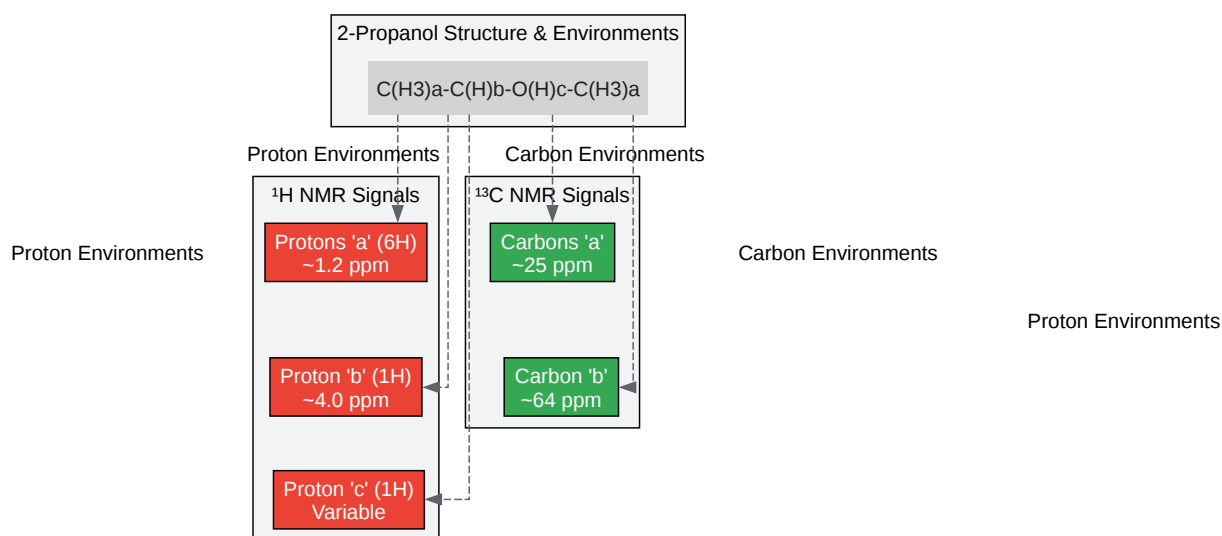 2-Propanol Structure & Environments
C(H3)a-C(H)b-O(H)c-C(H3)a
Proton Environments
Carbon Environments
¹H NMR Signals
¹³C NMR Signals
Protons 'a' (6H)
~1.2 ppm
Carbons 'a'
~25 ppm
Proton Environments
Carbon Environments
Proton Environments
Proton 'b' (1H)
~4.0 ppm
Carbon 'b'
~64 ppm
Proton 'c' (1H)
Variable